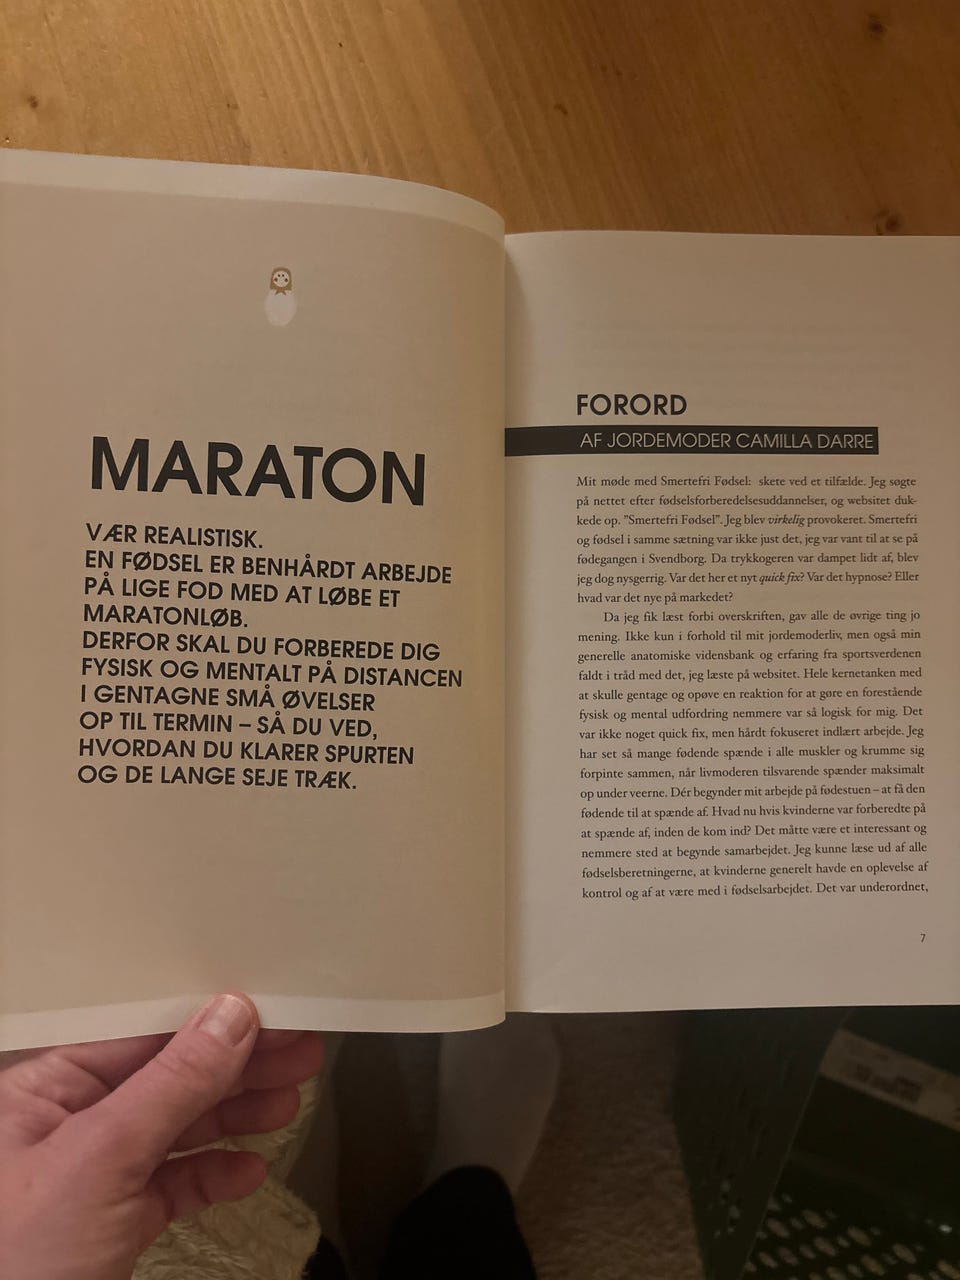 MARATON
VÆR REALISTISK.
EN FØDSEL ER BENHÅRDT ARBEJDE
PÅ LIGE FOD MED AT LØBE ET
MARATONLØB.
DERFOR SKAL DU FORBEREDE DIG
FYSISK OG MENTALT PÅ DISTANCEN
I GENTAGNE SMÅ ØVELSER
OP TIL TERMIN – SÅ DU VED,
HVORDAN DU KLARER SPURTEN
OG DE LANGE SEJE TRÆK.
FORORD
AF JORDEMODER CAMILLA DARRE
Mit møde med Smertefri Fødsel: skete ved et tilfælde. Jeg søgte
på nettet efter fødselsforberedelsesuddannelser, og websitet duk-
kede op. ”Smertefri Fødsel”. Jeg blev virkelig provokeret. Smertefri
og fødsel i samme sætning var ikke just det, jeg var vant til at se på
fødegangen i Svendborg. Da trykkogeren var dampet lidt af, blev
jeg dog nysgerrig. Var det her et nyt quick fix? Var det hypnose? Eller
hvad var det nye på markedet?
Da jeg fik læst forbi overskriften, gav alle de øvrige ting jo
mening. Ikke kun i forhold til mit jordemoderliv, men også min
generelle anatomiske vidensbank og erfaring fra sportsverdenen
faldt i tråd med det, jeg læste på websitet. Hele kernetanken med
at skulle gentage og opøve en reaktion for at gøre en forestående
fysisk og mental udfordring nemmere var så logisk for mig. Det
var ikke noget quick fix, men hårdt fokuseret indlært arbejde. Jeg
har set så mange fødende spænde i alle muskler og krumme sig
forpinte sammen, når livmoderen tilsvarende spænder maksimalt
op under veerne. Dér begynder mit arbejde på fødestuen – at få den
fødende til at spænde af. Hvad nu hvis kvinderne var forberedte på
at spænde af, inden de kom ind? Det måtte være et interessant og
nemmere sted at begynde samarbejdet. Jeg kunne læse ud af alle
fødselsberetningerne, at kvinderne generelt havde en oplevelse af
kontrol og af at være med i fødselsarbejdet. Det var underordnet,
7